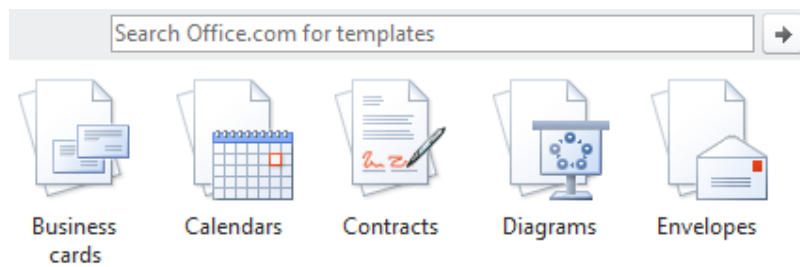 Search Office.com for templates
Business
cards
Calendars
Contracts
Diagrams
Envelopes